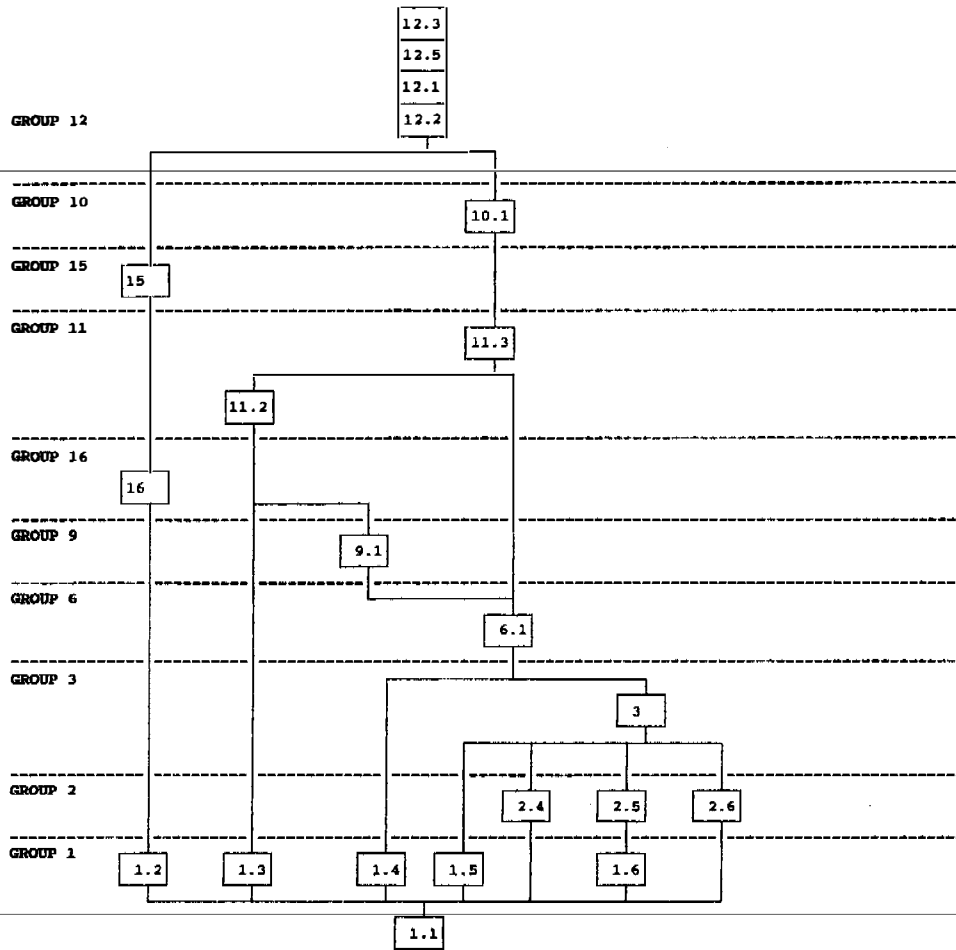 12.3
12.5
12.1
GROUP 12 12.2
GROUP 10 10.1
GROUP 15 15
GROUP 11 11.3
11.2
GROUP 16
16
GROUP 9
9.1
GROUP 6
6.1
GROUP 3
3
GROUP 2
2.4 2.5 2.6
GROUP 1
1.2 1.3 1.4 1.5 1.6
1.1